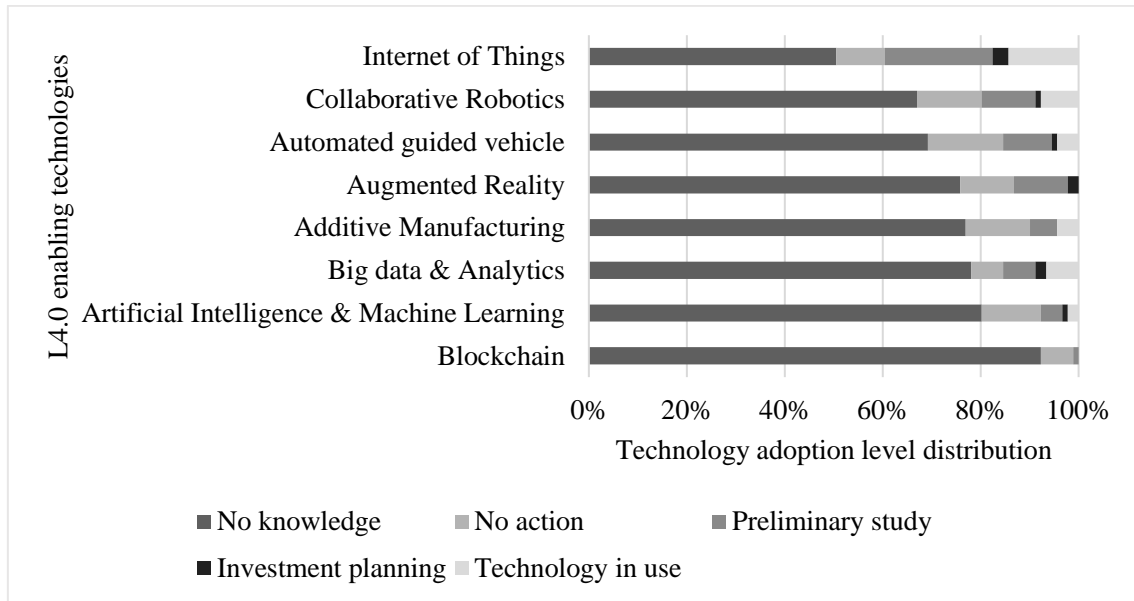 L4.0 enabling technologies
Internet of Things
Collaborative Robotics
Automated guided vehicle
Augmented Reality
Additive Manufacturing
Big data & Analytics
Artificial Intelligence & Machine Learning
Blockchain
0% 20% 40% 60% 80% 100%
Technology adoption level distribution
No knowledge No action Preliminary study
Investment planning Technology in use